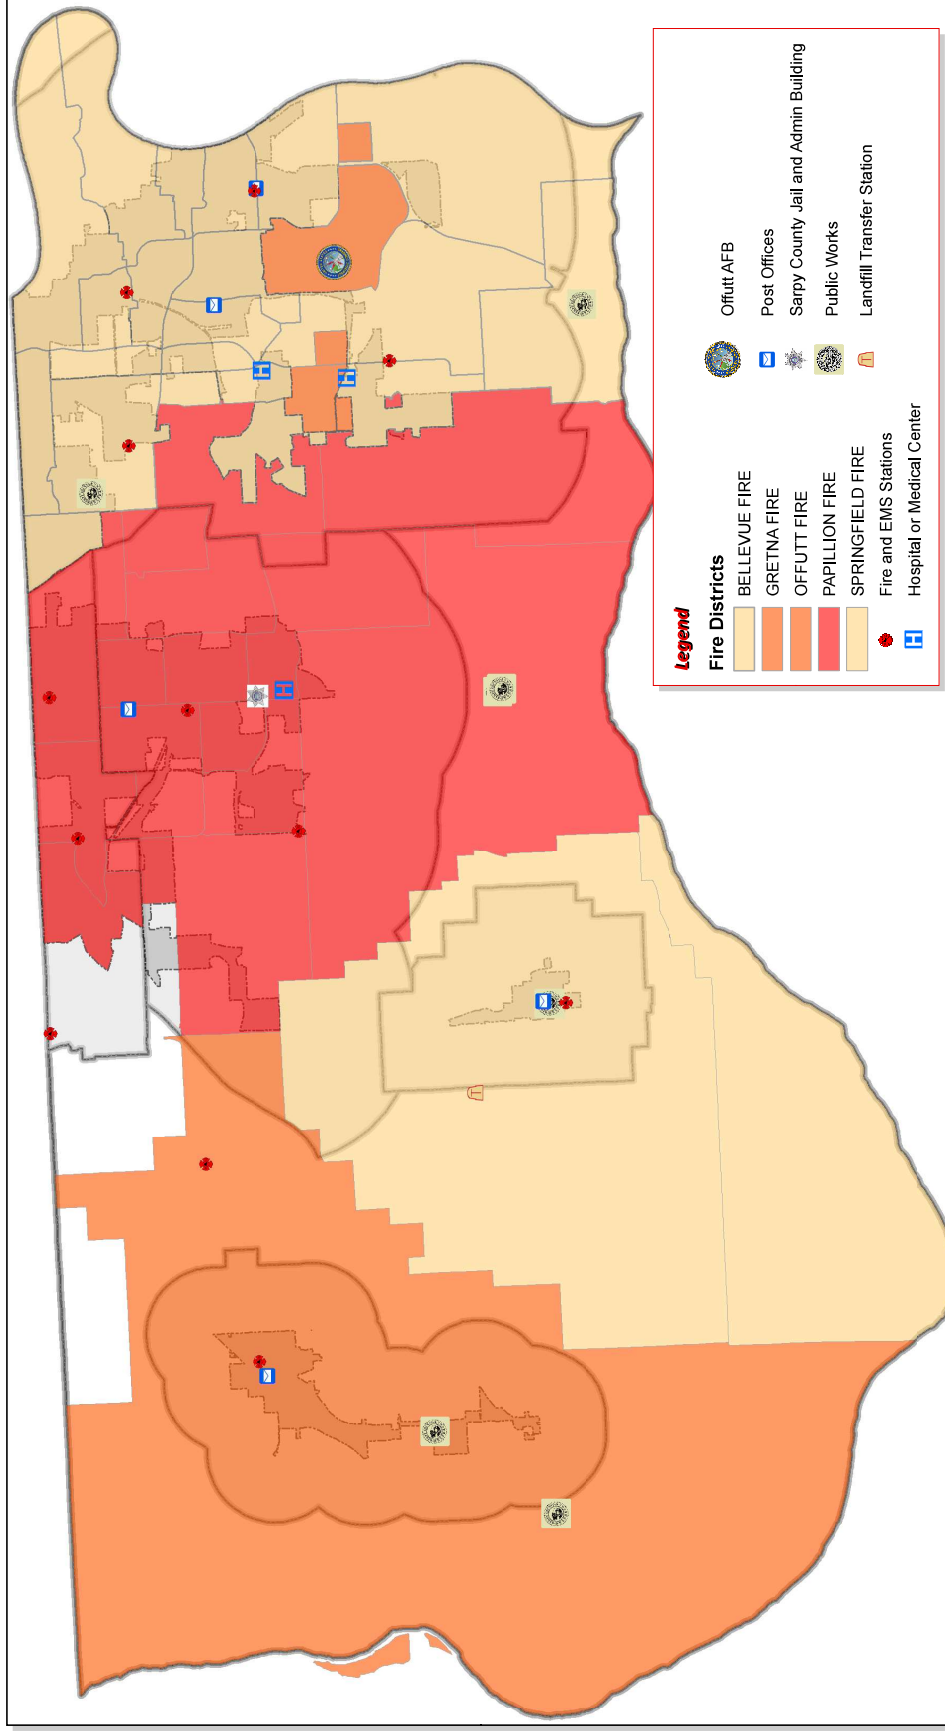 Legend
Fire Districts
BELLEVUE FIRE
GRETNA FIRE
OFFUTT FIRE
PAPILLION FIRE
SPRINGFIELD FIRE
Fire and EMS Stations
H Hospital or Medical Center
Offutt AFB
Post Offices
Sarpy County Jail and Admin Building
Public Works
T Landfill Transfer Station
H
H
H
T